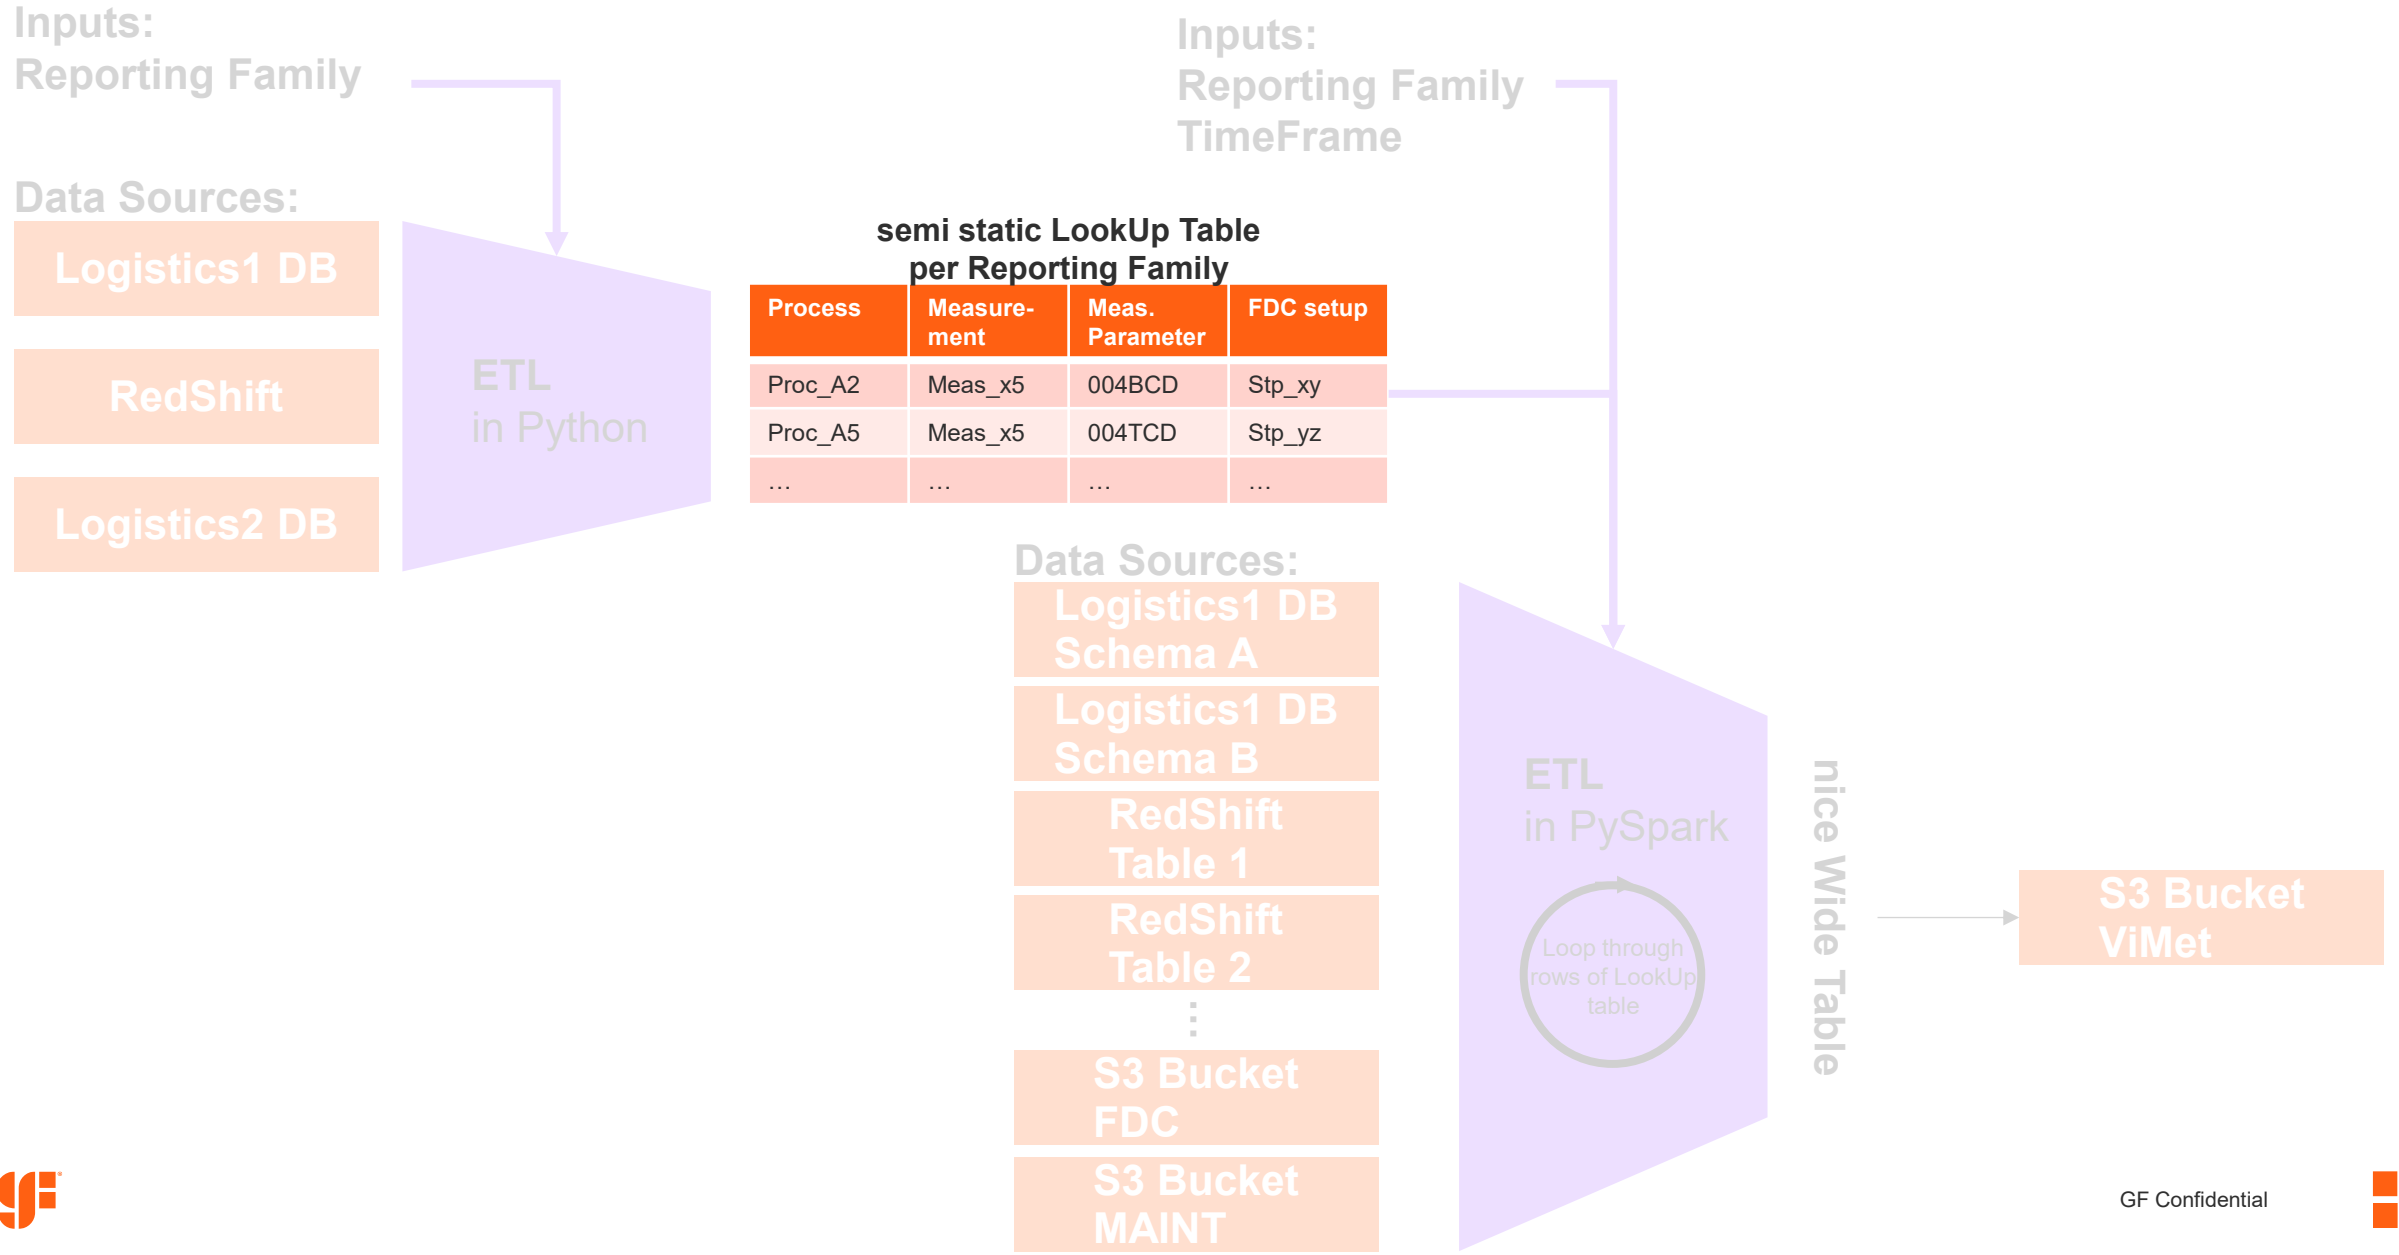 Inputs:
Reporting Family
Data Sources:
Logistics1 DB
RedShift
Logistics2 DB
ETL
in Python
Inputs:
Reporting Family
TimeFrame
semi static LookUp Table
per Reporting Family
Process Measure- Meas. FDC setup
ment Parameter
Proc_A2 Meas_x5 004BCD Stp_xy
Proc_A5 Meas_x5 004TCD Stp_yz
… … … …
Data Sources:
Logistics1 DB
Schema A
Logistics1 DB
Schema B
RedShift
Table 1
RedShift
Table 2
⋮
S3 Bucket
FDC
S3 Bucket
MAINT
ETL
in PySpark
Loop through
rows of LookUp
table
nice Wide Table
S3 Bucket
ViMet
GF®
GF Confidential